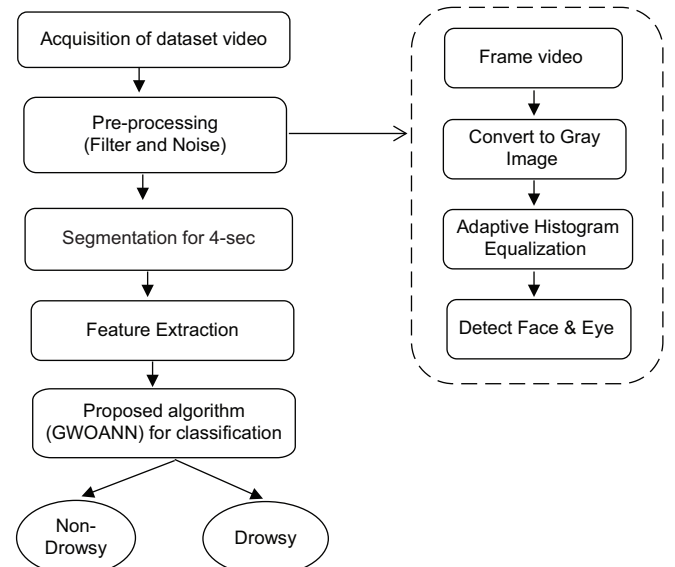 Acquisition of dataset video
Pre-processing
(Filter and Noise)
Segmentation for 4-sec
Feature Extraction
Proposed algorithm
(GWOANN) for classification
Non-
Drowsy
Drowsy
Frame video
Convert to Gray
Image
Adaptive Histogram
Equalization
Detect Face & Eye